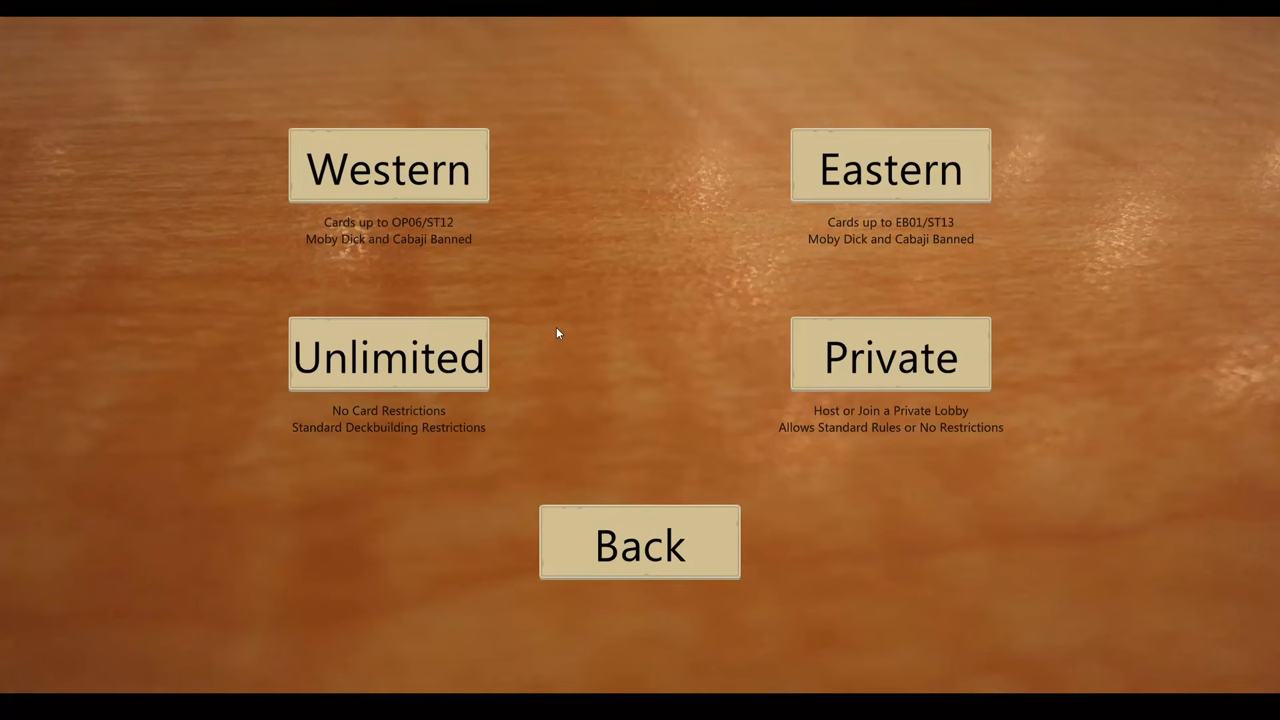 Western
Cards up to OP06/ST12
Moby Dick and Cabaji Banned
Eastern
Cards up to EB01/ST13
Moby Dick and Cabaji Banned
Unlimited
No Card Restrictions
Standard Deckbuilding Restrictions
Private
Host or Join a Private Lobby
Allows Standard Rules or No Restrictions
Back